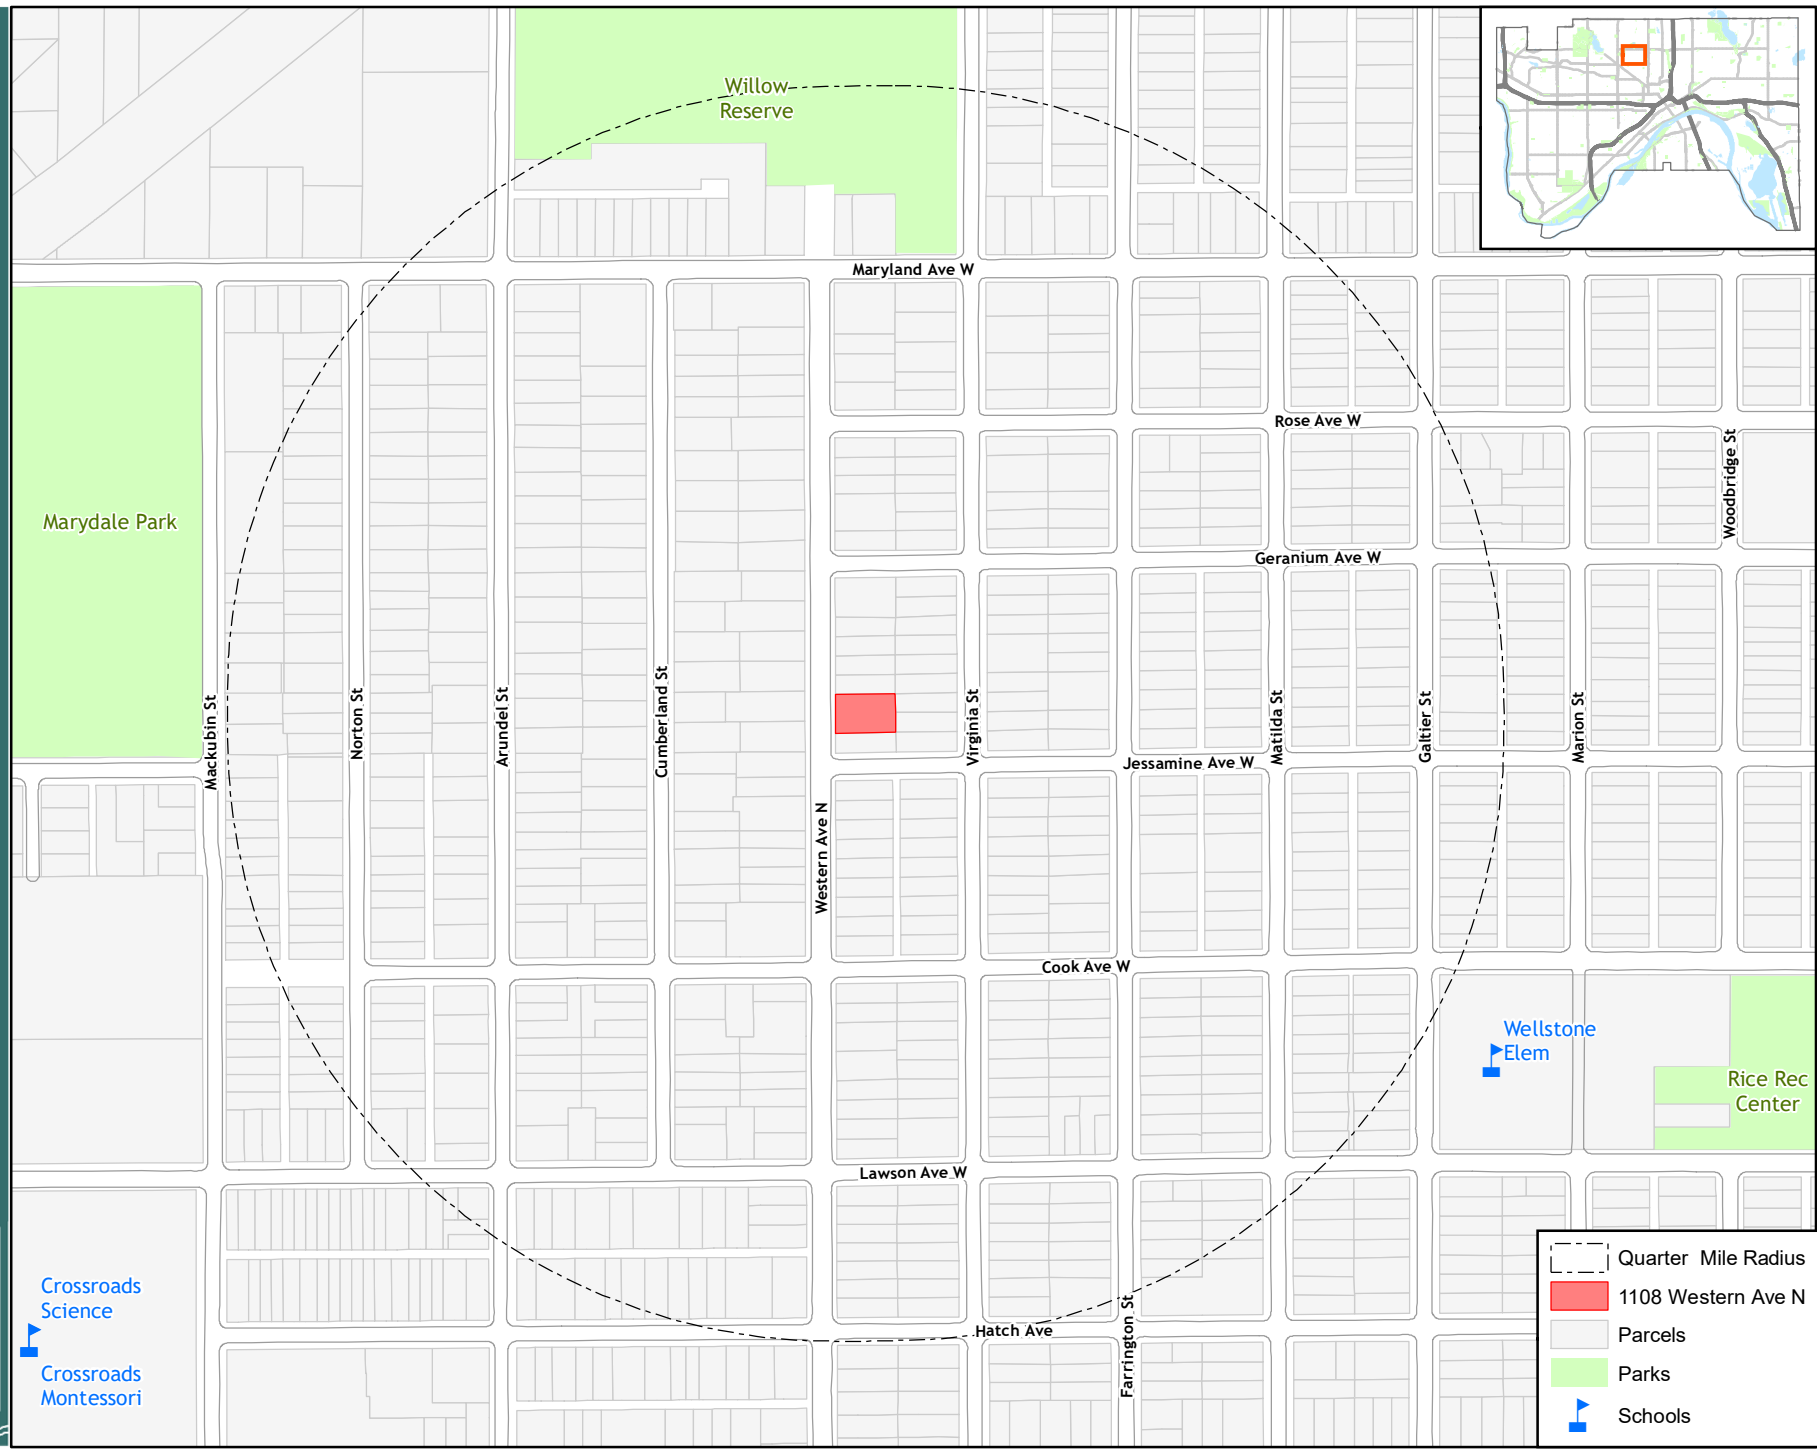 Willow
Reserve
Maryland Ave W
Rose Ave W
Woodbridge St
Marydale Park
Geranium Ave W
Mackubin St
Norton St
Arundel St
Cumberland St
Virginia St
Matilda St
Galtier St
Marion St
Jessamine Ave W
Western Ave N
Cook Ave W
Wellstone
Elem
Rice Rec
Center
Lawson Ave W
Crossroads
Science
Hatch Ave
Farrington St
Crossroads
Montessori
Quarter Mile Radius
1108 Western Ave N
Parcels
Parks
Schools